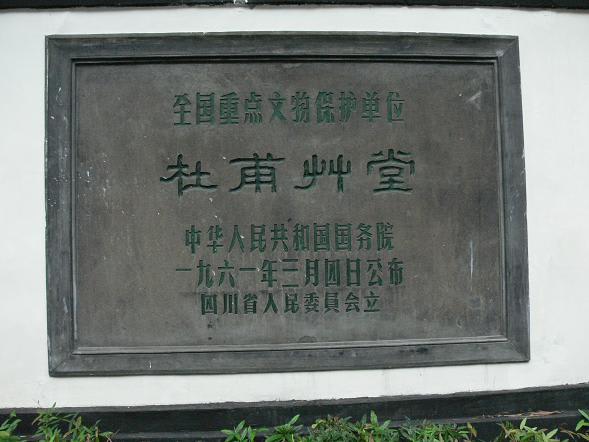 全国重点文物保护单位
杜甫艸堂
中华人民共和国国务院
一九六一年三月四日公布
四川省人民委員会立